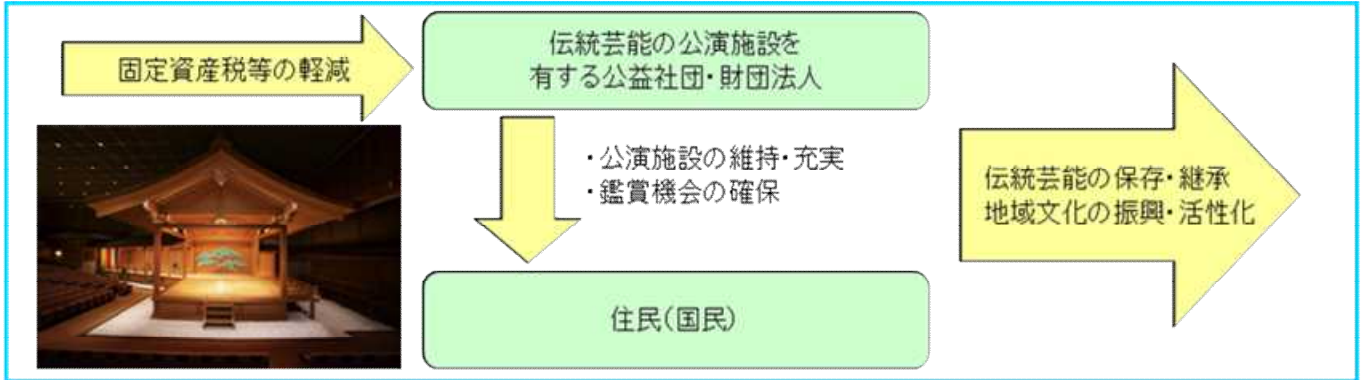 固定資産税等の軽減
伝統芸能の公演施設を
有する公益社団・財団法人
・公演施設の維持・充実
・鑑賞機会の確保
住民(国民)
伝統芸能の保存・継承
地域文化の振興・活性化